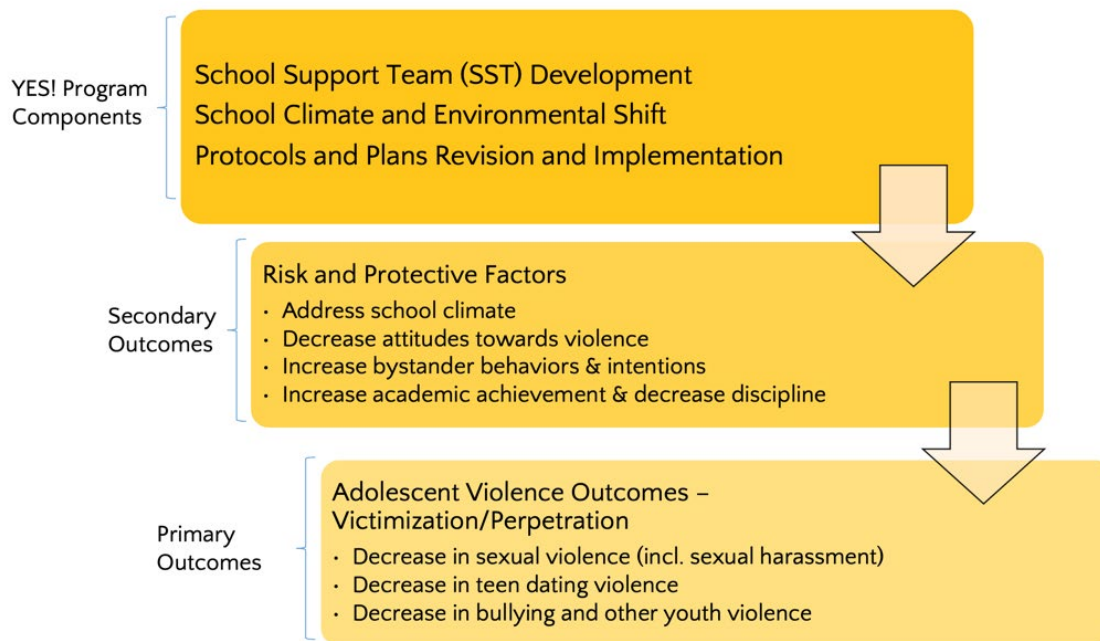 YES! Program
Components
School Support Team (SST) Development
School Climate and Environmental Shift
Protocols and Plans Revision and Implementation
Secondary
Outcomes
Risk and Protective Factors
· Address school climate
· Decrease attitudes towards violence
· Increase bystander behaviors & intentions
· Increase academic achievement & decrease discipline
Primary
Outcomes
Adolescent Violence Outcomes –
Victimization/Perpetration
· Decrease in sexual violence (incl. sexual harassment)
· Decrease in teen dating violence
· Decrease in bullying and other youth violence